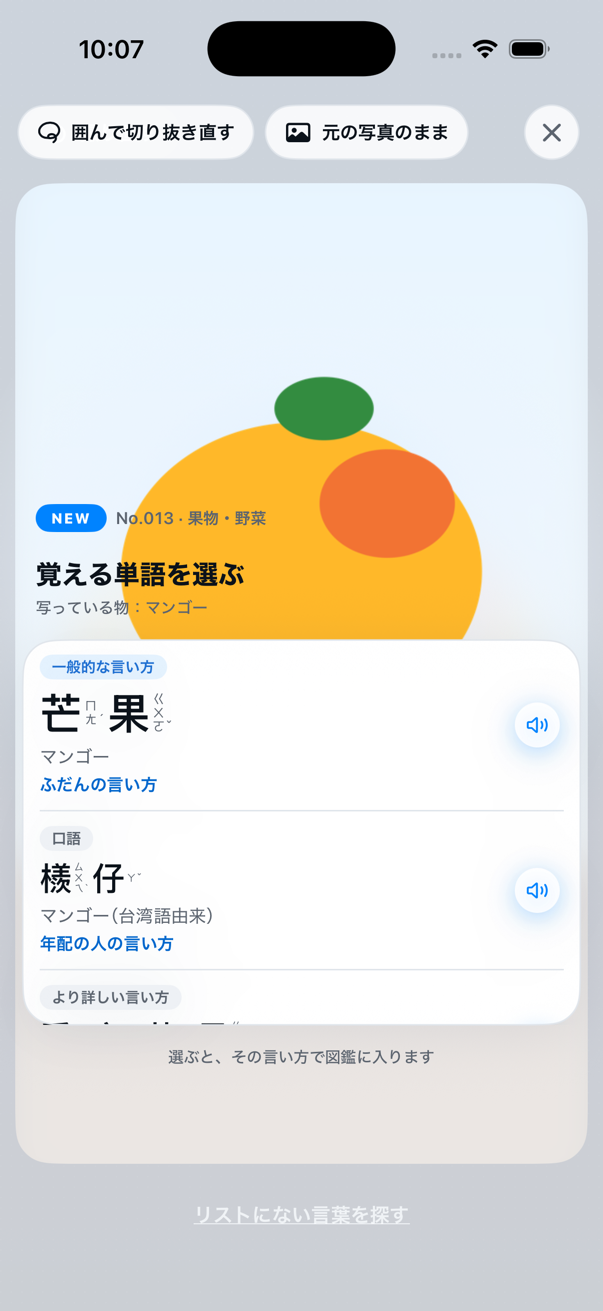 10:07
囲んで切り抜き直す
元の写真のまま
NEW No.013・果物・野菜
覚える単語を選ぶ
写っている物：マンゴー
一般的な言い方
芒ㄇㄤˊ果ㄍㄨㄛˇ
マンゴー
ふだんの言い方
口語
檨ㄙㄨㄟˋ仔ㄚˇ
マンゴー(台湾語由来)
年配の人の言い方
より詳しい言い方
選ぶと、その言い方で図鑑に入ります
リストにない言葉を探す